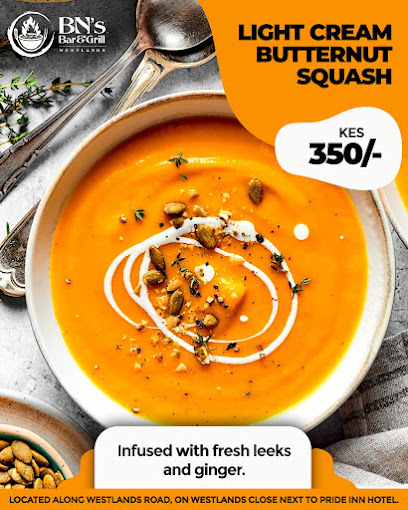 BN's
Bar&Grill
WESTLANDS
LIGHT CREAM
BUTTERNUT
SQUASH
KES
350/-
Infused with fresh leeks
and ginger.
LOCATED ALONG WESTLANDS ROAD, ON WESTLANDS CLOSE NEXT TO PRIDE INN HOTEL.